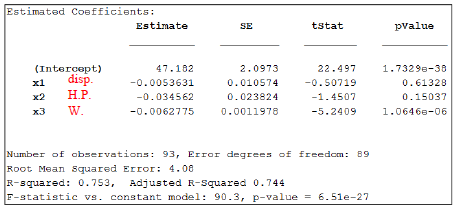 Estimated Coefficients:
Estimate SE tStat pValue
(Intercept) 47.182 2.0973 22.497 1.7329e-38
x1 disp. -0.0053631 0.010574 -0.50719 0.61328
x2 H.P. -0.034562 0.023824 -1.4507 0.15037
x3 W. -0.0062775 0.0011978 -5.2409 1.0646e-06
Number of observations: 93, Error degrees of freedom: 89
Root Mean Squared Error: 4.08
R-squared: 0.753, Adjusted R-Squared 0.744
F-statistic vs. constant model: 90.3, p-value = 6.51e-27